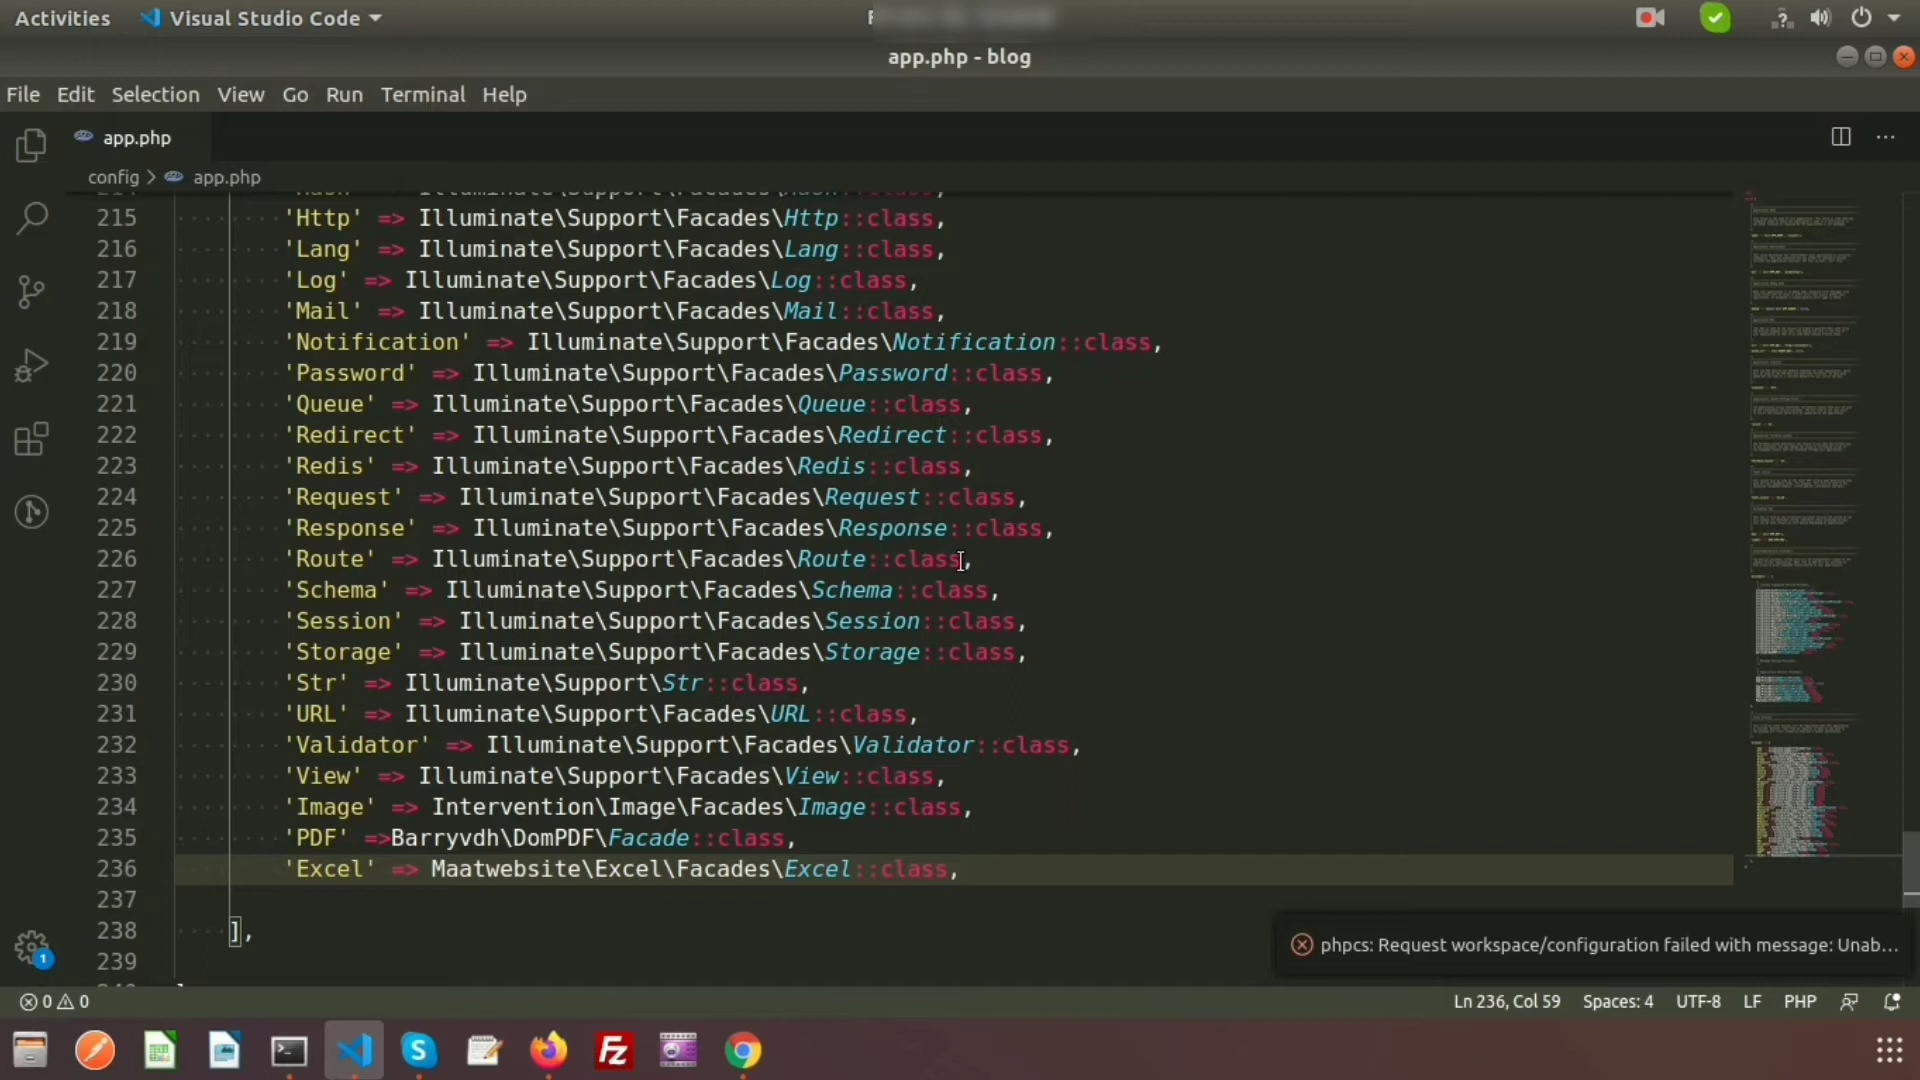 Activities Visual Studio Code
app.php - blog
File Edit Selection View Go Run Terminal Help
app.php
config > app.php
215 'Http' => Illuminate\Support\Facades\Http::class,
216 'Lang' => Illuminate\Support\Facades\Lang::class,
217 'Log' => Illuminate\Support\Facades\Log::class,
218 'Mail' => Illuminate\Support\Facades\Mail::class,
219 'Notification' => Illuminate\Support\Facades\Notification::class,
220 'Password' => Illuminate\Support\Facades\Password::class,
221 'Queue' => Illuminate\Support\Facades\Queue::class,
222 'Redirect' => Illuminate\Support\Facades\Redirect::class,
223 'Redis' => Illuminate\Support\Facades\Redis::class,
224 'Request' => Illuminate\Support\Facades\Request::class,
225 'Response' => Illuminate\Support\Facades\Response::class,
226 'Route' => Illuminate\Support\Facades\Route::class,
227 'Schema' => Illuminate\Support\Facades\Schema::class,
228 'Session' => Illuminate\Support\Facades\Session::class,
229 'Storage' => Illuminate\Support\Facades\Storage::class,
230 'Str' => Illuminate\Support\Str::class,
231 'URL' => Illuminate\Support\Facades\URL::class,
232 'Validator' => Illuminate\Support\Facades\Validator::class,
233 'View' => Illuminate\Support\Facades\View::class,
234 'Image' => Intervention\Image\Facades\Image::class,
235 'PDF' =>Barryvdh\DomPDF\Facade::class,
236 'Excel' => Maatwebsite\Excel\Facades\Excel::class,
237
238 ],
239
phpcs: Request workspace/configuration failed with message: Unab...
1
0 0 Ln 236, Col 59 Spaces: 4 UTF-8 LF PHP